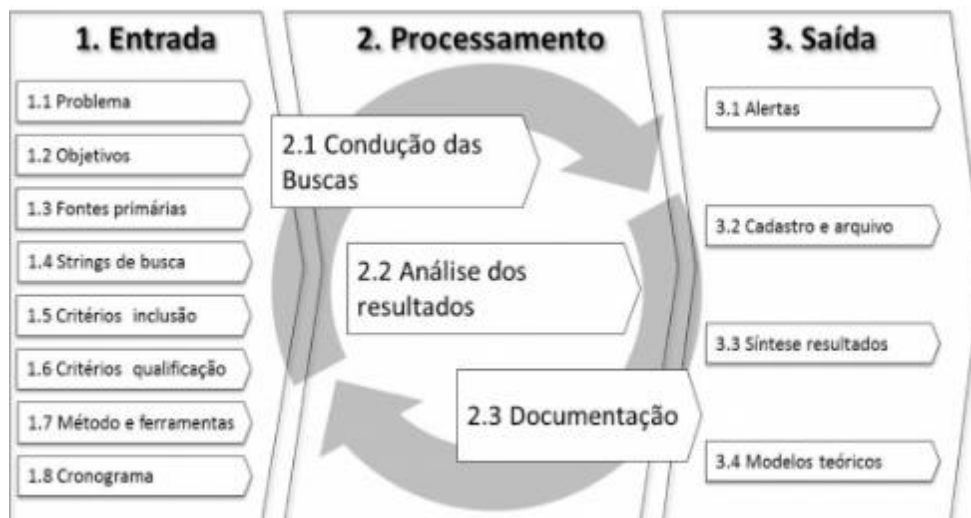 1. Entrada
1.1 Problema
1.2 Objetivos
1.3 Fontes primárias
1.4 Strings de busca
1.5 Critérios inclusão
1.6 Critérios qualificação
1.7 Método e ferramentas
1.8 Cronograma
2. Processamento
2.1 Condução das
Buscas
2.2 Análise dos
resultados
2.3 Documentação
3. Saída
3.1 Alertas
3.2 Cadastro e arquivo
3.3 Síntese resultados
3.4 Modelos teóricos